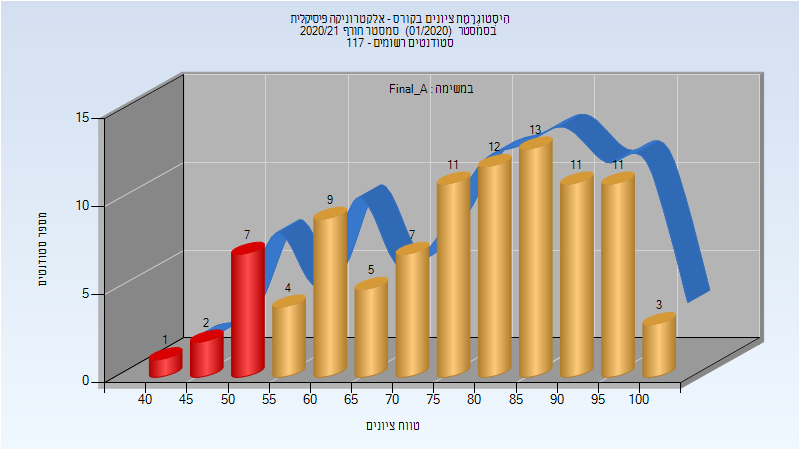 היסטוגרמת ציונים בקורס - אלקטרוניקה פיסיקלית
בסמסטר (01/2020) סמסטר חורף 2020/21
סטודנטים רשומים - 117
במשימה : Final_A
מספר סטודנטים
15
10
5
0
1
2
7
4
9
5
7
11
12
13
11
11
3
40 45 50 55 60 65 70 75 80 85 90 95 100
טווח ציונים